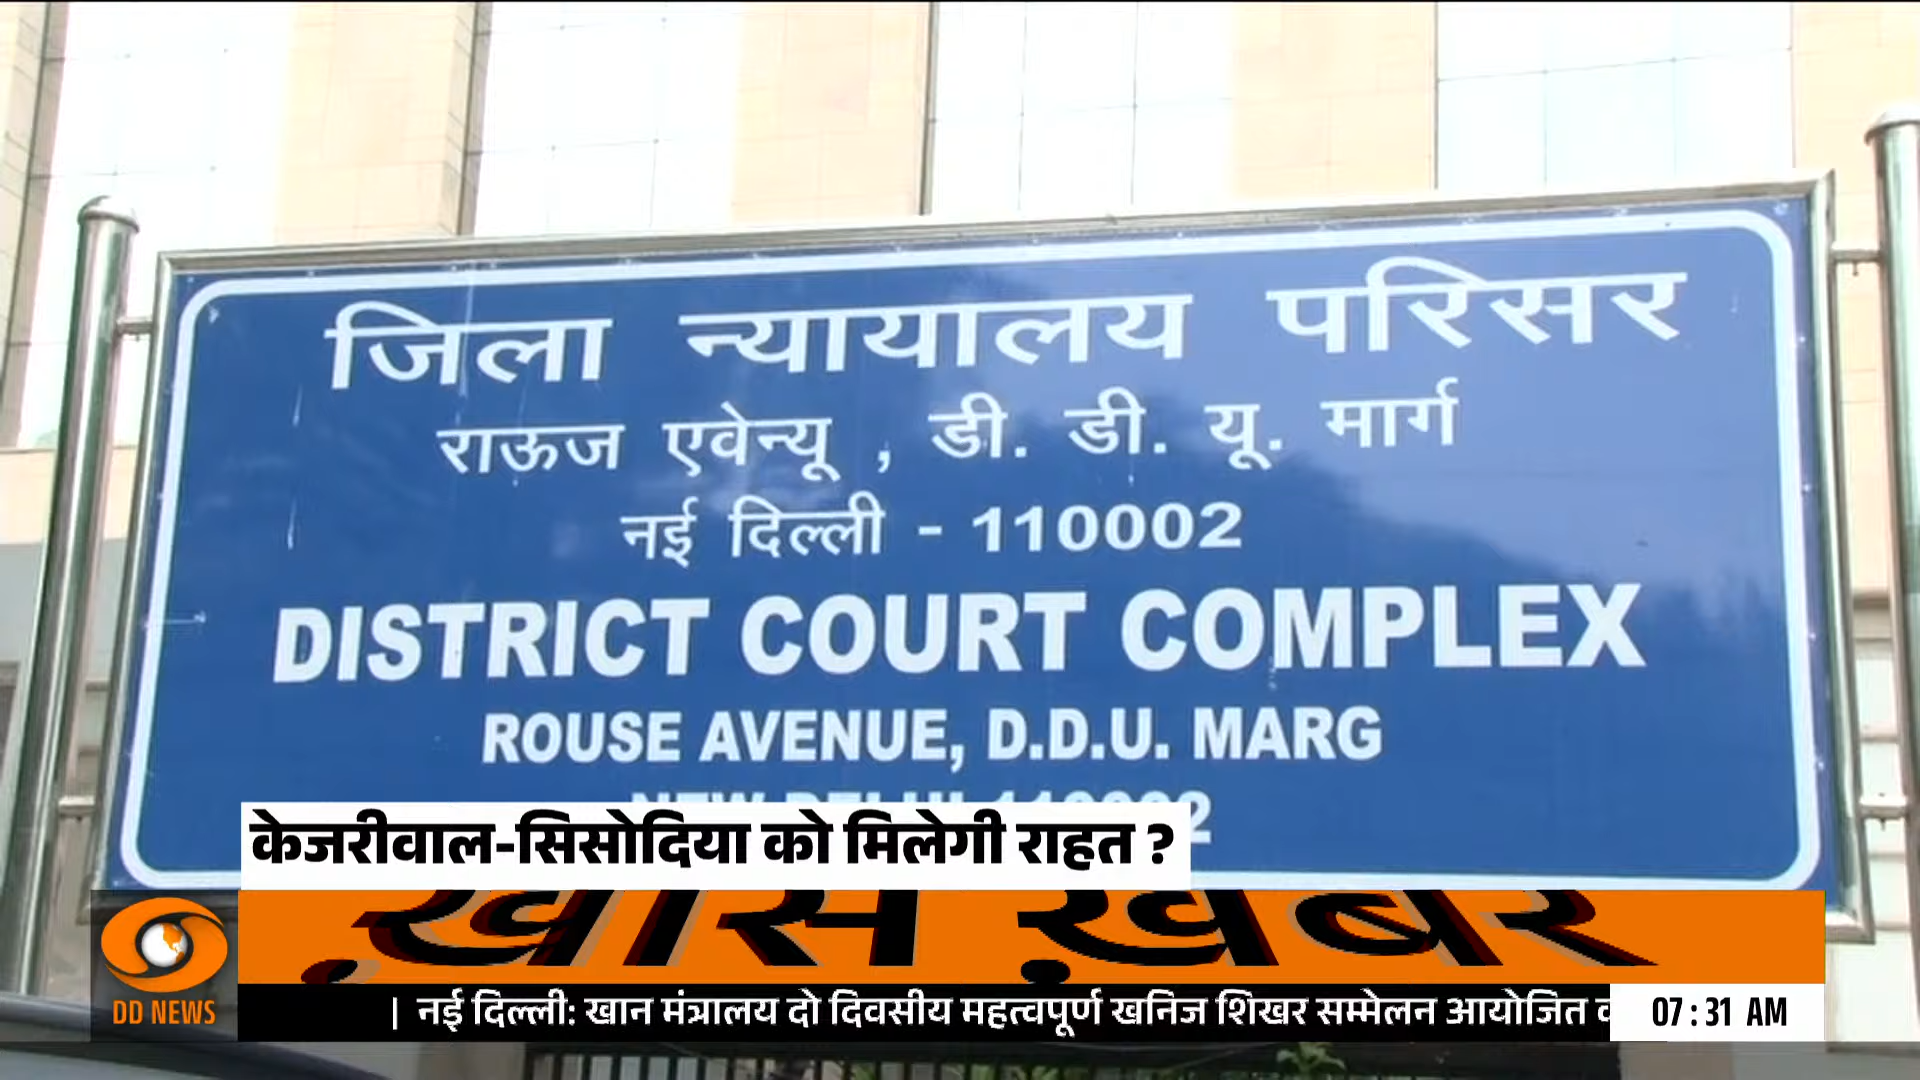 जिला न्यायालय परिसर
राऊज एवेन्यू , डी. डी. यू. मार्ग
नई दिल्ली - 110002
DISTRICT COURT COMPLEX
ROUSE AVENUE, D.D.U. MARG
केजरीवाल-सिसोदिया को मिलेगी राहत ?
ख़ास ख़बर
DD NEWS
| नई दिल्ली: खान मंत्रालय दो दिवसीय महत्वपूर्ण खनिज शिखर सम्मेलन आयोजित
07:31 AM